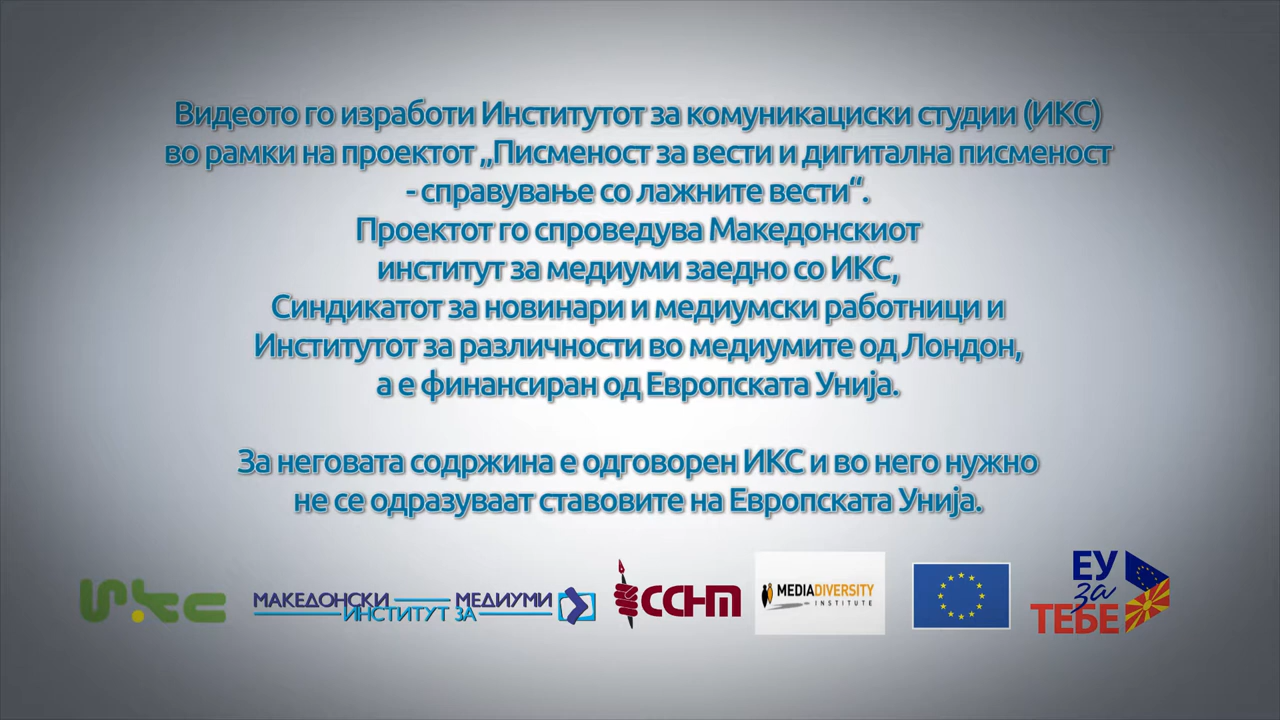 Видеото го изработи Институтот за комуникациски студии (ИКС)
во рамки на проектот „Писменост за вести и дигитална писменост
- справување со лажните вести“.
Проектот го спроведува Македонскиот
институт за медиуми заедно со ИКС,
Синдикатот за новинари и медиумски работници и
Институтот за различности во медиумите од Лондон,
а е финансиран од Европската Унија.
За неговата содржина е одговорен ИКС и во него нужно
не се одразуваат ставовите на Европската Унија.
икс
МАКЕДОНСКИ
ИНСТИТУТ ЗА
МЕДИУМИ
ССНМ
MEDIADIVERSITY
INSTITUTE
ЕУ
за
ТЕБЕ